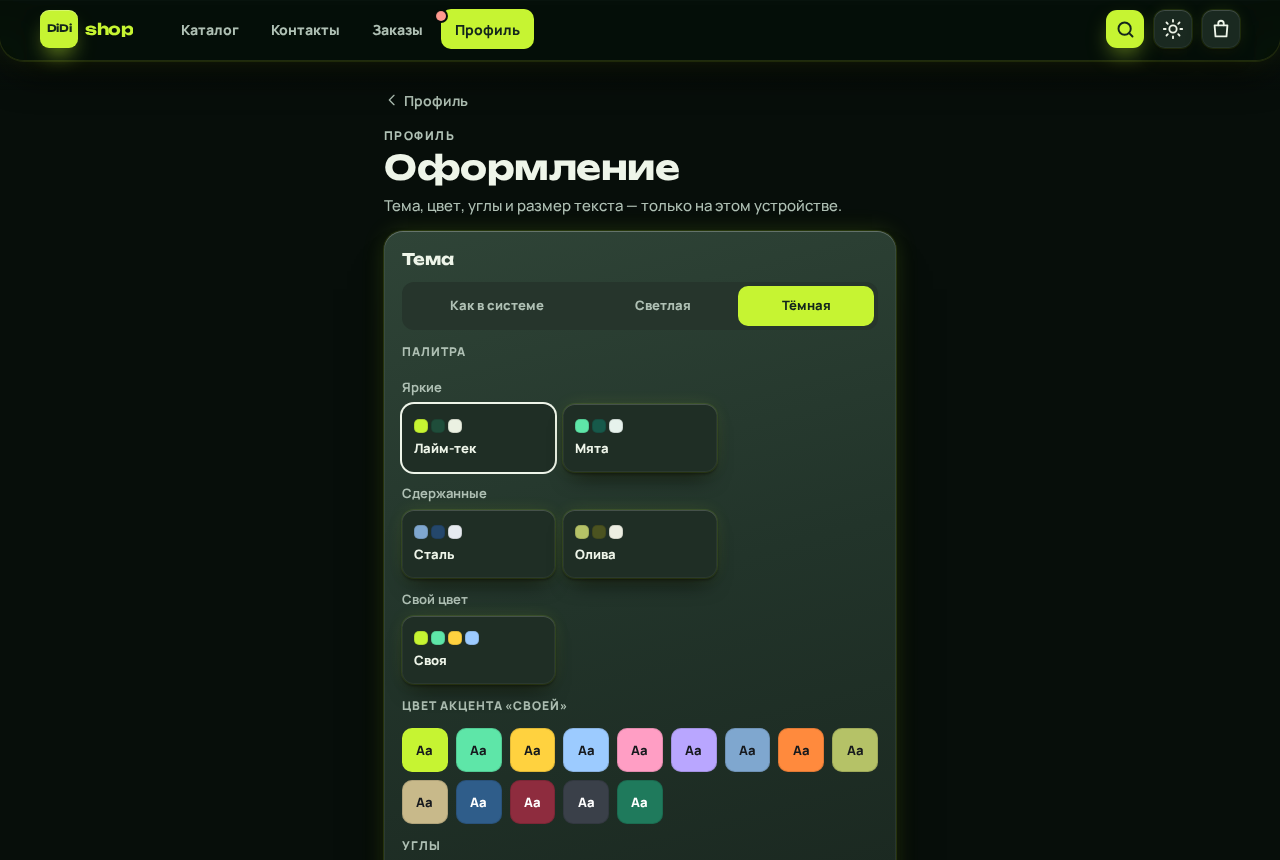 DiDi shop Каталог Контакты Заказы Профиль
Профиль
ПРОФИЛЬ
Оформление
Тема, цвет, углы и размер текста — только на этом устройстве.
Тема
Как в системе Светлая Тёмная
ПАЛИТРА
Яркие
Лайм-тек Мята
Сдержанные
Сталь Олива
Свой цвет
Своя
ЦВЕТ АКЦЕНТА «СВОЕЙ»
Aa Aa Aa Aa Aa Aa Aa Aa Aa
Aa Aa Aa Aa Aa
УГЛЫ